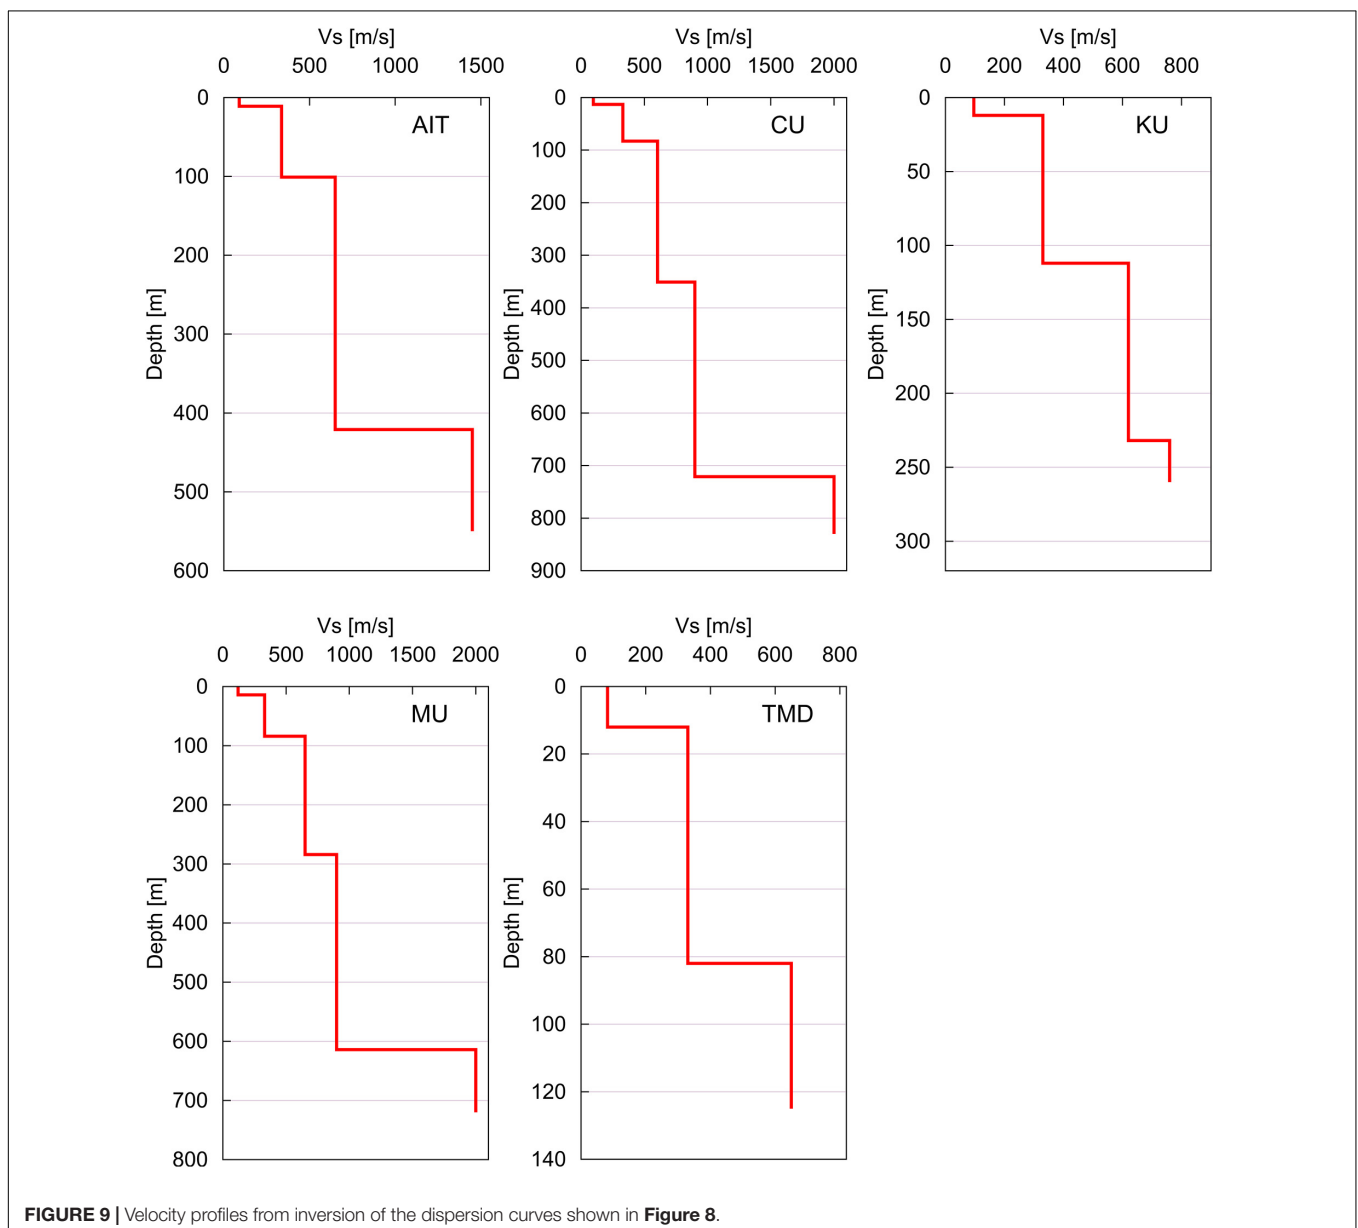 Vs [m/s]
0 500 1000 1500
AIT
0
100
200
300
400
500
600
Depth [m]
Vs [m/s]
0 500 1000 1500 2000
CU
0
100
200
300
400
500
600
700
800
900
Depth [m]
Vs [m/s]
0 200 400 600 800
KU
0
50
100
150
200
250
300
Depth [m]
Vs [m/s]
0 500 1000 1500 2000
MU
0
100
200
300
400
500
600
700
800
Depth [m]
Vs [m/s]
0 200 400 600 800
TMD
0
20
40
60
80
100
120
140
Depth [m]
FIGURE 9 | Velocity profiles from inversion of the dispersion curves shown in Figure 8.